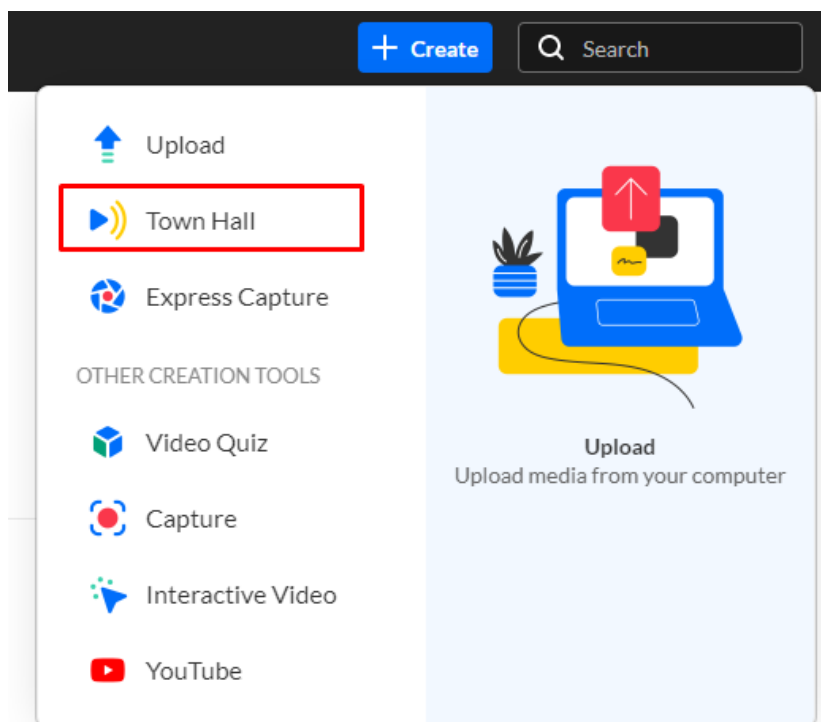 Create
Search
Upload
Town Hall
Express Capture
OTHER CREATION TOOLS
Video Quiz
Capture
Interactive Video
YouTube
Upload
Upload media from your computer